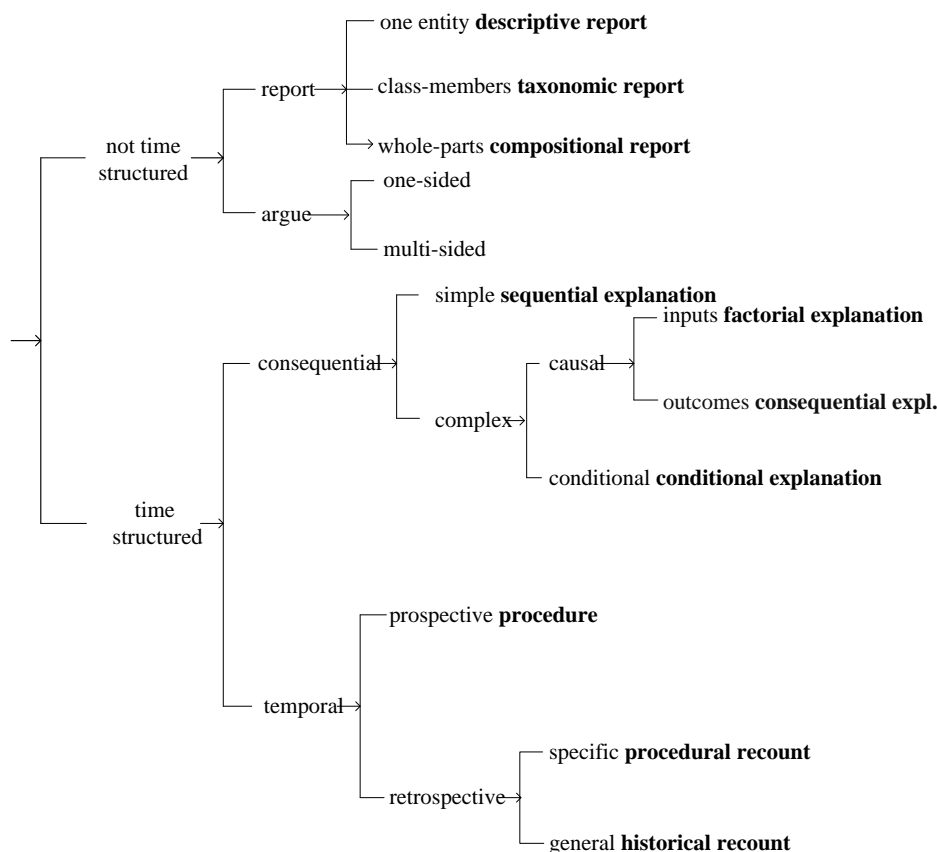 one entity descriptive report
report
class-members taxonomic report
not time
structured
whole-parts compositional report
one-sided
argue
multi-sided
simple sequential explanation
inputs factorial explanation
consequential
causal
outcomes consequential expl.
complex
conditional conditional explanation
time
structured
prospective procedure
temporal
specific procedural recount
retrospective
general historical recount